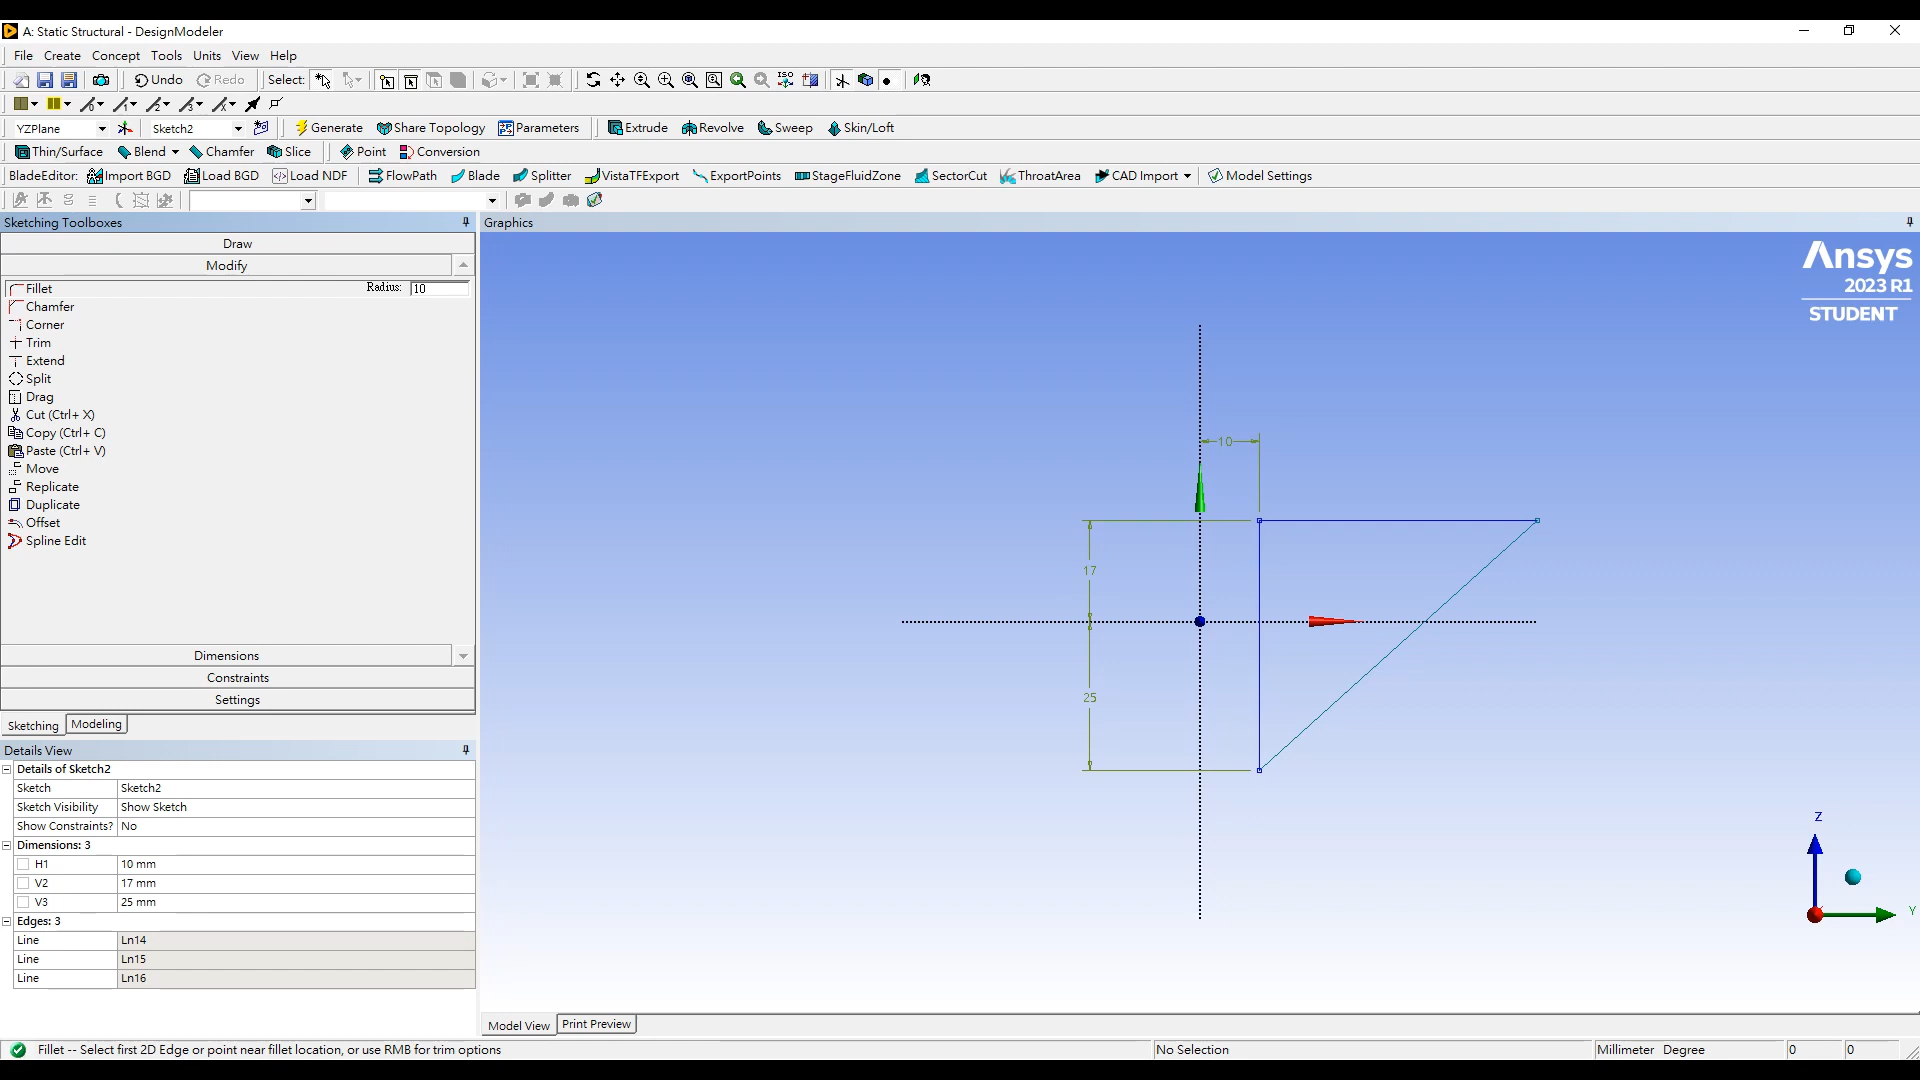 A: Static Structural - DesignModeler
File Create Concept Tools Units View Help
Undo Redo Select: ISO
YZPlane Sketch2 Generate Share Topology Parameters Extrude Revolve Sweep Skin/Loft
Thin/Surface Blend Chamfer Slice Point Conversion
BladeEditor: Import BGD Load BGD Load NDF FlowPath Blade Splitter VistaTFExport ExportPoints StageFluidZone SectorCut ThroatArea CAD Import Model Settings
Sketching Toolboxes
Draw
Modify
Fillet Radius: 10
Chamfer
Corner
Trim
Extend
Split
Drag
Cut (Ctrl+ X)
Copy (Ctrl+ C)
Paste (Ctrl+ V)
Move
Replicate
Duplicate
Offset
Spline Edit
Dimensions
Constraints
Settings
Sketching Modeling
Details View
Details of Sketch2
Sketch Sketch2
Sketch Visibility Show Sketch
Show Constraints? No
Dimensions: 3
H1 10 mm
V2 17 mm
V3 25 mm
Edges: 3
Line Ln14
Line Ln15
Line Ln16
Graphics
Ansys
2023 R1
STUDENT
10
17
25
Z
Y
Model View Print Preview
Fillet -- Select first 2D Edge or point near fillet location, or use RMB for trim options No Selection Millimeter Degree 0 0